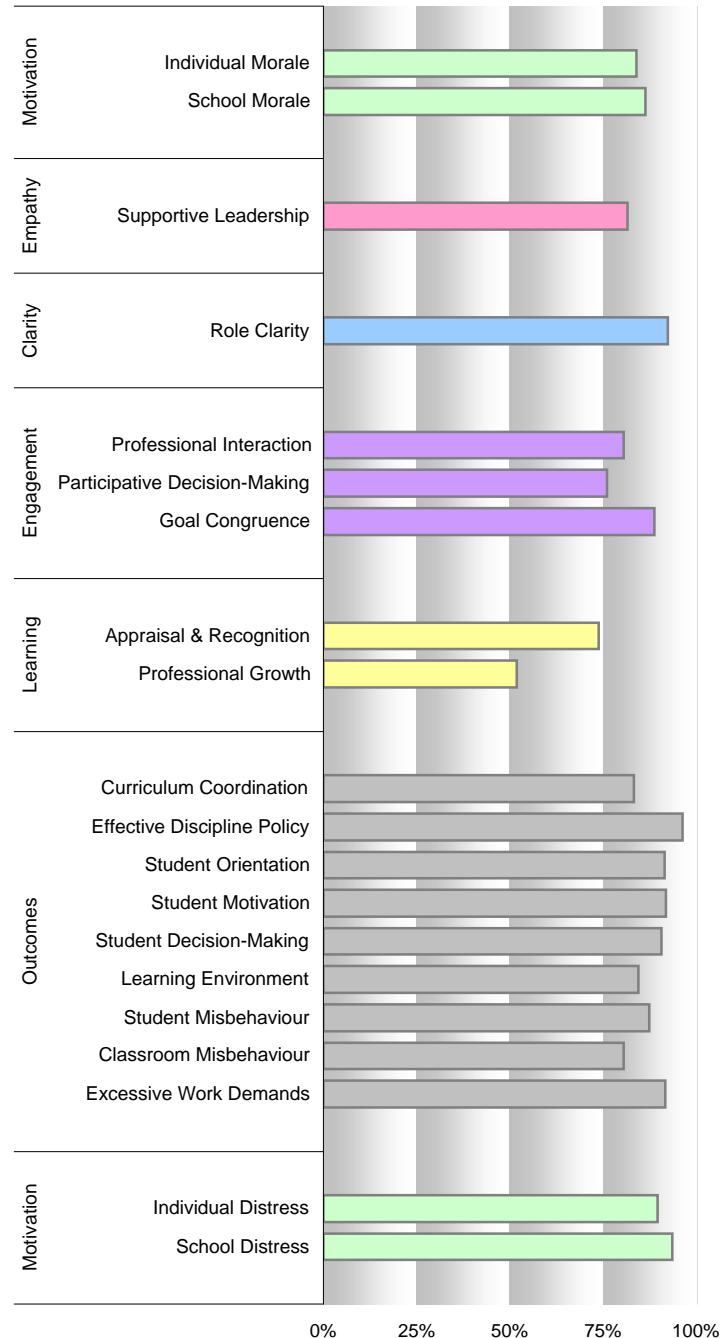 Motivation
Individual Morale
School Morale
Empathy
Supportive Leadership
Clarity
Role Clarity
Engagement
Professional Interaction
Participative Decision-Making
Goal Congruence
Learning
Appraisal & Recognition
Professional Growth
Outcomes
Curriculum Coordination
Effective Discipline Policy
Student Orientation
Student Motivation
Student Decision-Making
Learning Environment
Student Misbehaviour
Classroom Misbehaviour
Excessive Work Demands
Motivation
Individual Distress
School Distress
0% 25% 50% 75% 100%